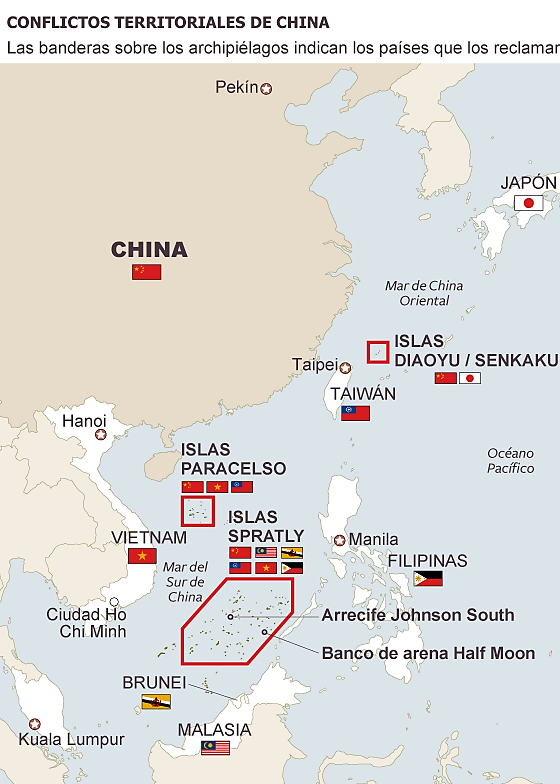 CONFLICTOS TERRITORIALES DE CHINA
Las banderas sobre los archipiélagos indican los países que los reclaman
Pekín
JAPÓN
CHINA
Mar de China
Oriental
ISLAS
DIAOYU / SENKAKU
Taipei
TAIWÁN
Hanoi
ISLAS
PARACELSO
Océano
Pacífico
ISLAS
SPRATLY
VIETNAM
Manila
FILIPINAS
Mar del
Sur de
China
Ciudad Ho
Chi Minh
Arrecife Johnson South
Banco de arena Half Moon
BRUNEI
MALASIA
Kuala Lumpur